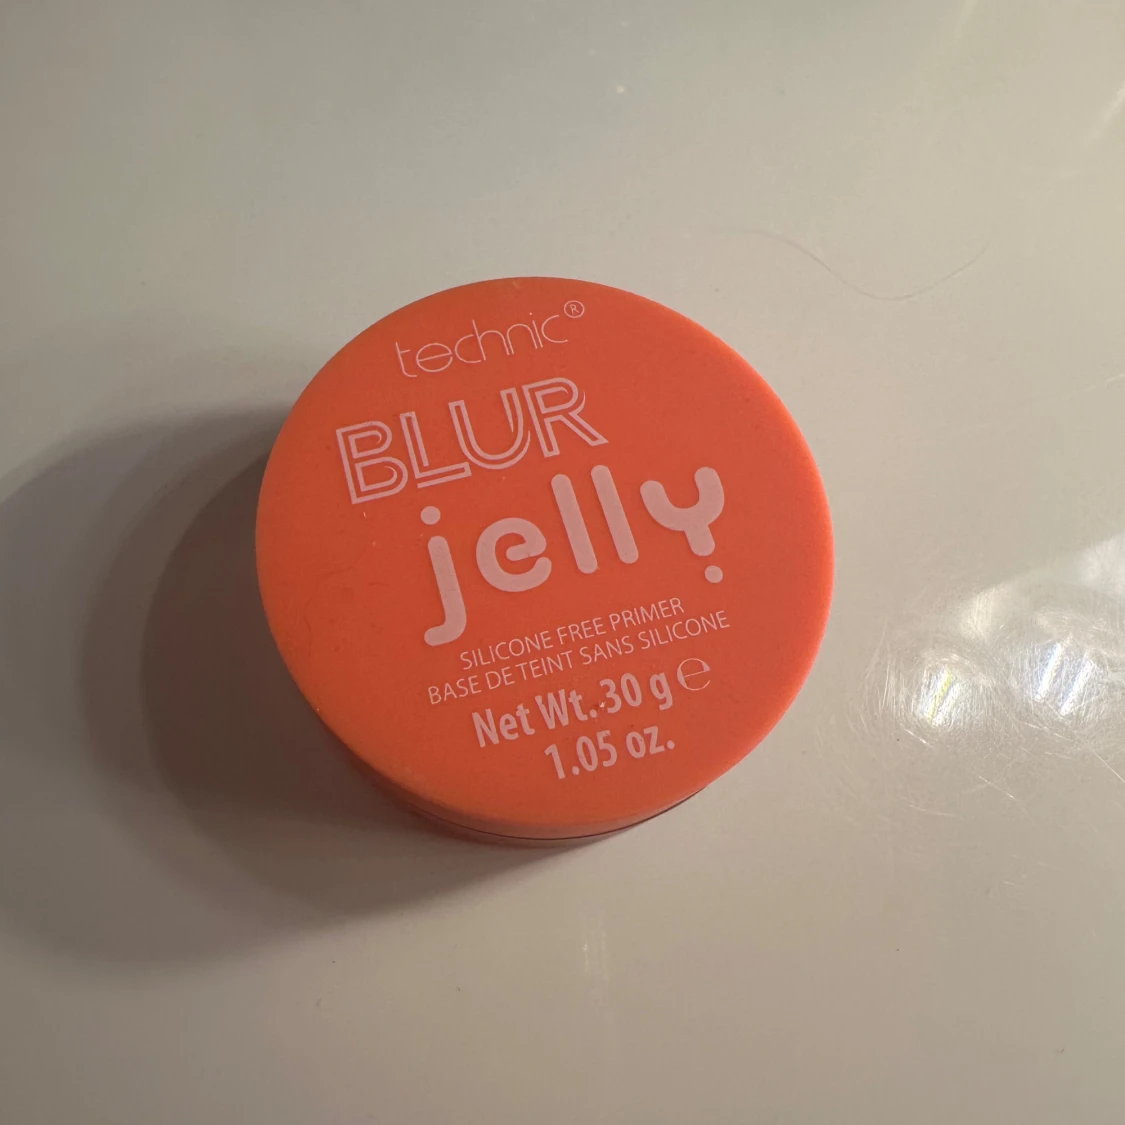 technic®
BLUR
jelly
SILICONE FREE PRIMER
BASE DE TEINT SANS SILICONE
Net Wt. 30 g ℮
1.05 oz.